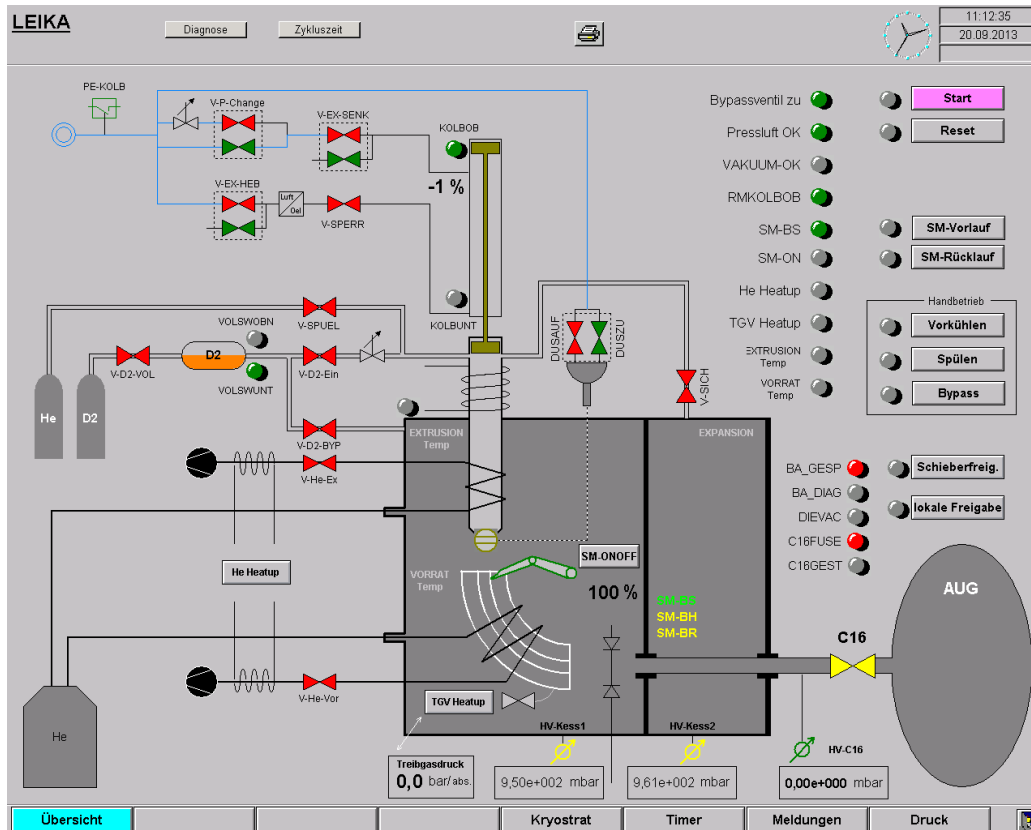 LEIKA
Diagnose
Zykluszeit
11:12:35
20.09.2013
PE-KOLB
V-P-Change
V-EX-SENK
KOLBOB
-1 %
V-EX-HEB
Luft
Oel
V-SPERR
KOLBUNT
Bypassventil zu
Start
Pressluft OK
Reset
VAKUUM-OK
RMKOLBOB
SM-BS
SM-Vorlauf
SM-ON
SM-Rücklauf
He Heatup
Handbetrieb
TGV Heatup
Vorkühlen
EXTRUSION
Temp
Spülen
VORRAT
Temp
Bypass
VOLSWOBN
V-SPUEL
DUSAUF
DUSZU
D2
V-D2-VOL
V-D2-Ein
VOLSWUNT
V-SICH
He
D2
V-D2-BYP
EXTRUSION
Temp
EXPANSION
V-He-Ex
BA_GESP
Schieberfreig.
BA_DIAG
DIEVAC
lokale Freigabe
C16FUSE
C16GEST
He Heatup
VORRAT
Temp
SM-ONOFF
100 %
SM-BS
SM-BH
SM-BR
AUG
C16
V-He-Vor
TGV Heatup
He
HV-Kess1
HV-Kess2
HV-C16
Treibgasdruck
0,0 bar/abs.
9,50e+002 mbar
9,61e+002 mbar
0,00e+000 mbar
Übersicht
Kryostrat
Timer
Meldungen
Druck